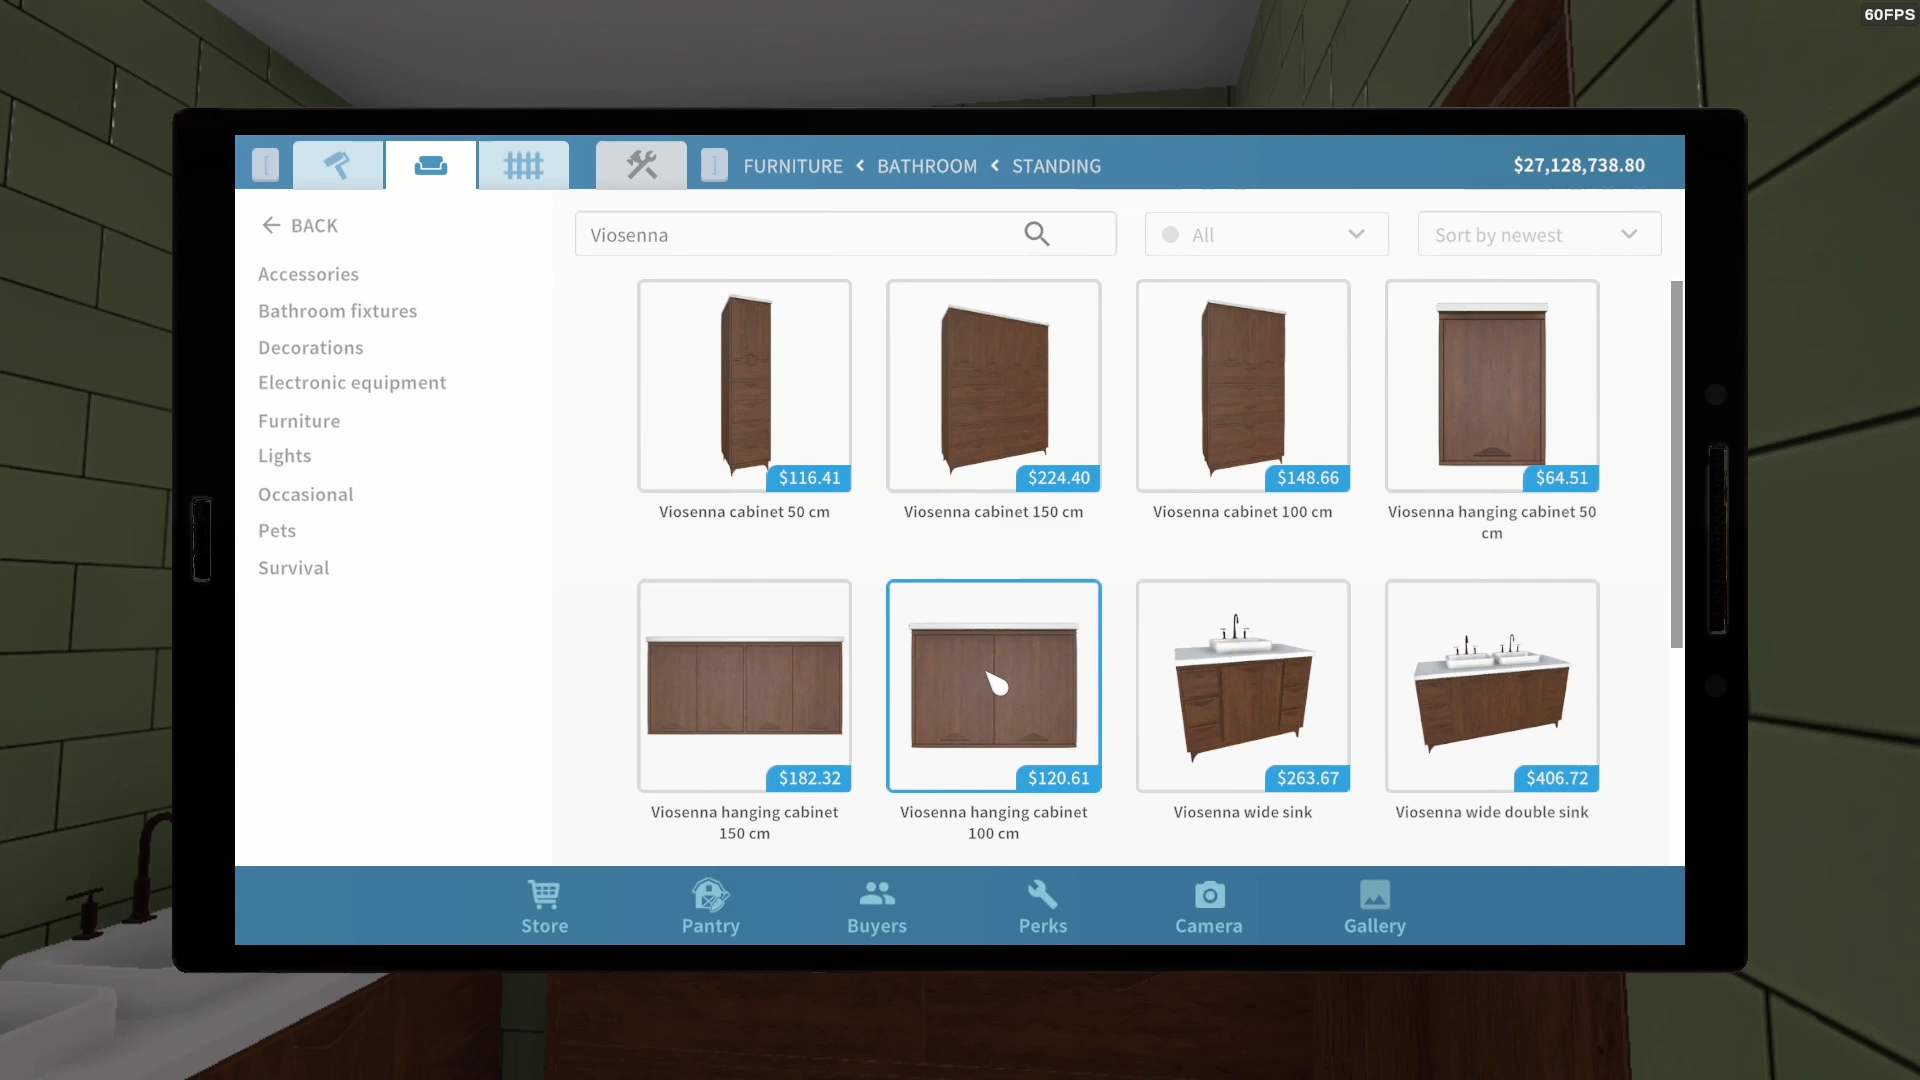 60FPS
[
]
FURNITURE < BATHROOM < STANDING
$27,128,738.80
BACK
Viosenna
All
Sort by newest
Accessories
Bathroom fixtures
Decorations
Electronic equipment
Furniture
Lights
Occasional
Pets
Survival
$116.41
$224.40
$148.66
$64.51
Viosenna cabinet 50 cm
Viosenna cabinet 150 cm
Viosenna cabinet 100 cm
Viosenna hanging cabinet 50
cm
$182.32
$120.61
$263.67
$406.72
Viosenna hanging cabinet
150 cm
Viosenna hanging cabinet
100 cm
Viosenna wide sink
Viosenna wide double sink
Store
Pantry
Buyers
Perks
Camera
Gallery